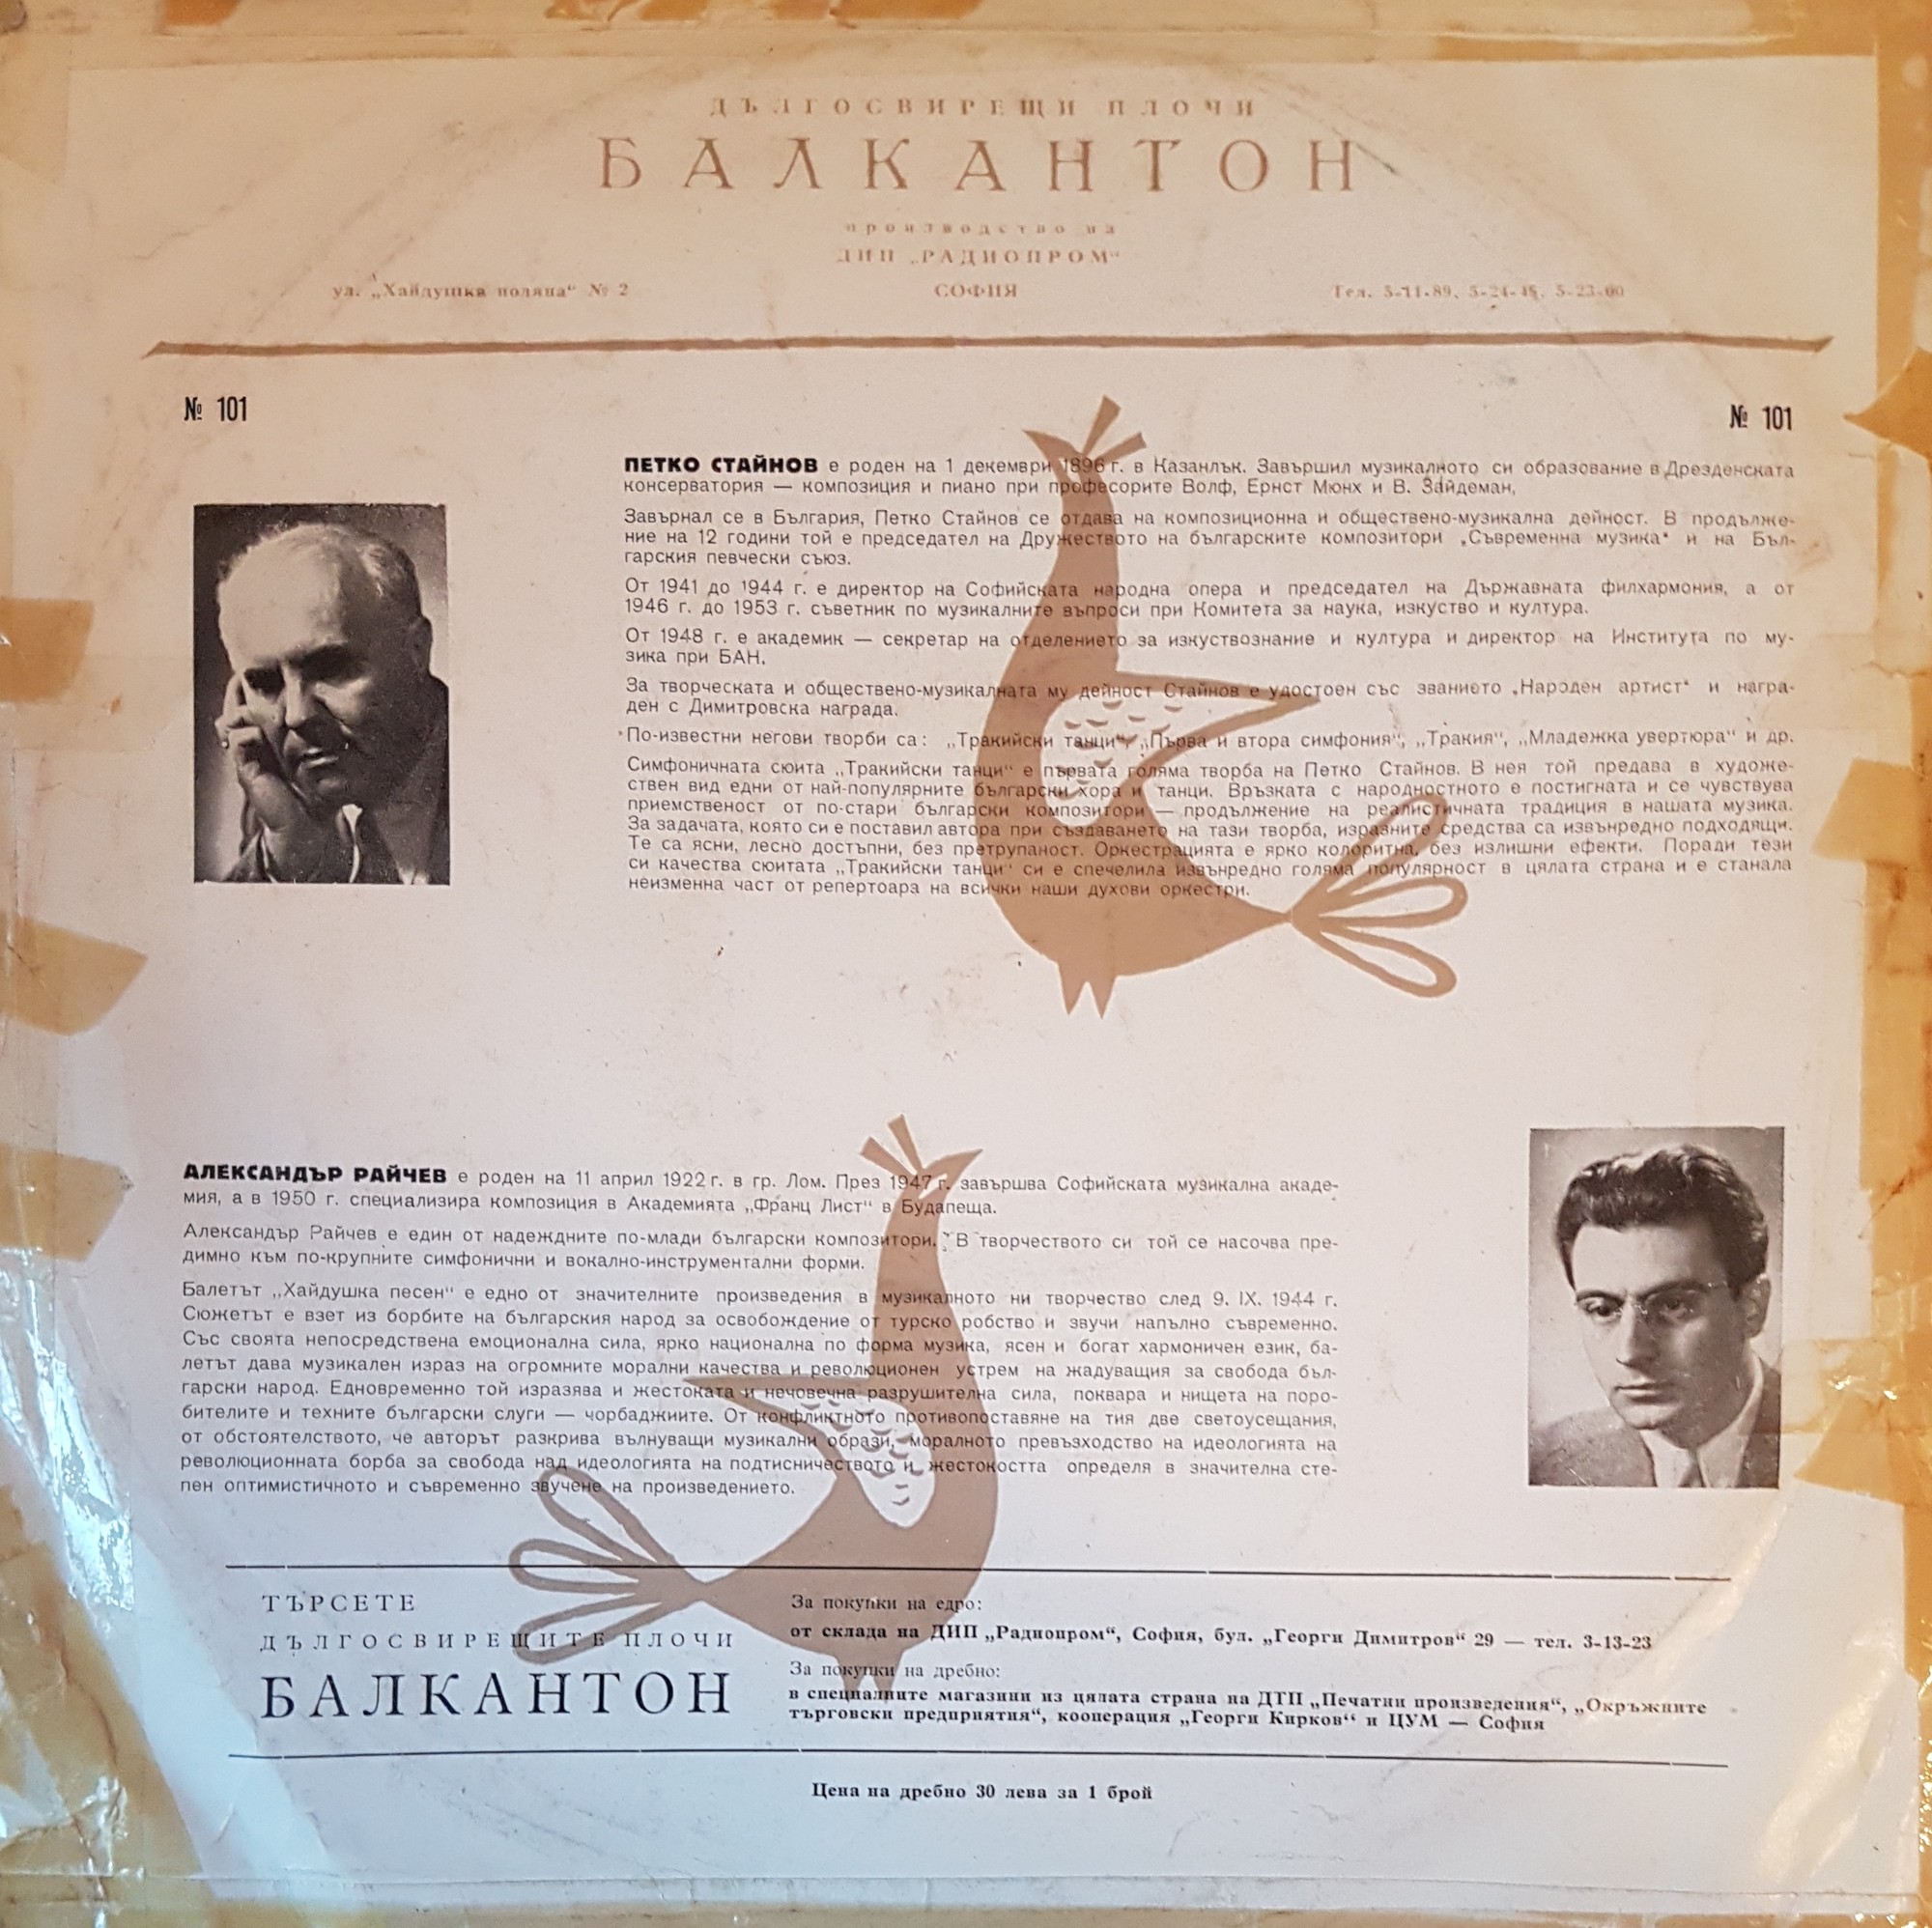 ДЪЛГОСВИРЕЩИ ПЛОЧИ
БАЛКАНТОН
производство на
ДИП „РАДИОПРОМ“
ул. „Хайдушка поляна“ № 2 СОФИЯ Тел. 5-11-89, 5-24-45, 5-23-00
№ 101 № 101
ПЕТКО СТАЙНОВ е роден на 1 декември 1896 г. в Казанлък. Завършил музикалното си образование в Дрезденската
консерватория — композиция и пиано при професорите Волф, Ернст Мюнх и В. Зайдеман,
Завърнал се в България, Петко Стайнов се отдава на композиционна и обществено-музикална дейност. В продълже-
ние на 12 години той е председател на Дружеството на българските композитори „Съвременна музика“ и на Бъл-
гарския певчески съюз.
От 1941 до 1944 г. е директор на Софийската народна опера и председател на Държавната филхармония, а от
1946 г. до 1953 г. съветник по музикалните въпроси при Комитета за наука, изкуство и култура.
От 1948 г. е академик — секретар на отделението за изкуствознание и култура и директор на Института по му-
зика при БАН.
За творческата и обществено-музикалната му дейност Стайнов е удостоен със званието „Народен артист“ и награ-
ден с Димитровска награда.
По-известни негови творби са: „Тракийски танци“, „Първа и втора симфония“, „Тракия“, „Младежка увертюра“ и др.
Симфоничната сюита „Тракийски танци“ е първата голяма творба на Петко Стайнов. В нея той предава в художе-
ствен вид едни от най-популярните български хора и танци. Връзката с народностното е постигната и се чувствува
приемственост от по-стари български композитори — продължение на реалистичната традиция в нашата музика.
За задачата, която си е поставил автора при създаването на тази творба, изразните средства са извънредно подходящи.
Те са ясни, лесно достъпни, без претрупаност. Оркестрацията е ярко колоритна, без излишни ефекти. Поради тези
си качества сюитата „Тракийски танци“ си е спечелила извънредно голяма популярност в цялата страна и е станала
неизменна част от репертоара на всички наши духови оркестри.
АЛЕКСАНДЪР РАЙЧЕВ е роден на 11 април 1922 г. в гр. Лом. През 1947 г. завършва Софийската музикална акаде-
мия, а в 1950 г. специализира композиция в Академията „Франц Лист“ в Будапеща.
Александър Райчев е един от надеждните по-млади български композитори. В творчеството си той се насочва пре-
димно към по-крупните симфонични и вокално-инструментални форми.
Балетът „Хайдушка песен“ е едно от значителните произведения в музикалното ни творчество след 9. IX. 1944 г.
Сюжетът е взет из борбите на българския народ за освобождение от турско робство и звучи напълно съвременно.
Със своята непосредствена емоционална сила, ярко национална по форма музика, ясен и богат хармоничен език, ба-
летът дава музикален израз на огромните морални качества и революционен устрем на жадуващия за свобода бъл-
гарски народ. Едновременно той изразява и жестоката и нечовечна разрушителна сила, поквара и нищета на поро-
бителите и техните български слуги — чорбаджиите. От конфликтното противопоставяне на тия две светоусещания,
от обстоятелството, че авторът разкрива вълнуващи музикални образи, моралното превъзходство на идеологията на
революционната борба за свобода над идеологията на подтисничеството и жестокостта определя в значителна сте-
пен оптимистичното и съвременно звучене на произведението.
ТЪРСЕТЕ
ДЪЛГОСВИРЕЩИТЕ ПЛОЧИ
БАЛКАНТОН
За покупки на едро:
от склада на ДИП „Радиопром“, София, бул. „Георги Димитров“ 29 — тел. 3-13-23
За покупки на дребно:
в специалните магазини из цялата страна на ДТП „Печатни произведения“, „Окръжните
търговски предприятия“, кооперация „Георги Кирков“ и ЦУМ — София
Цена на дребно 30 лева за 1 брой